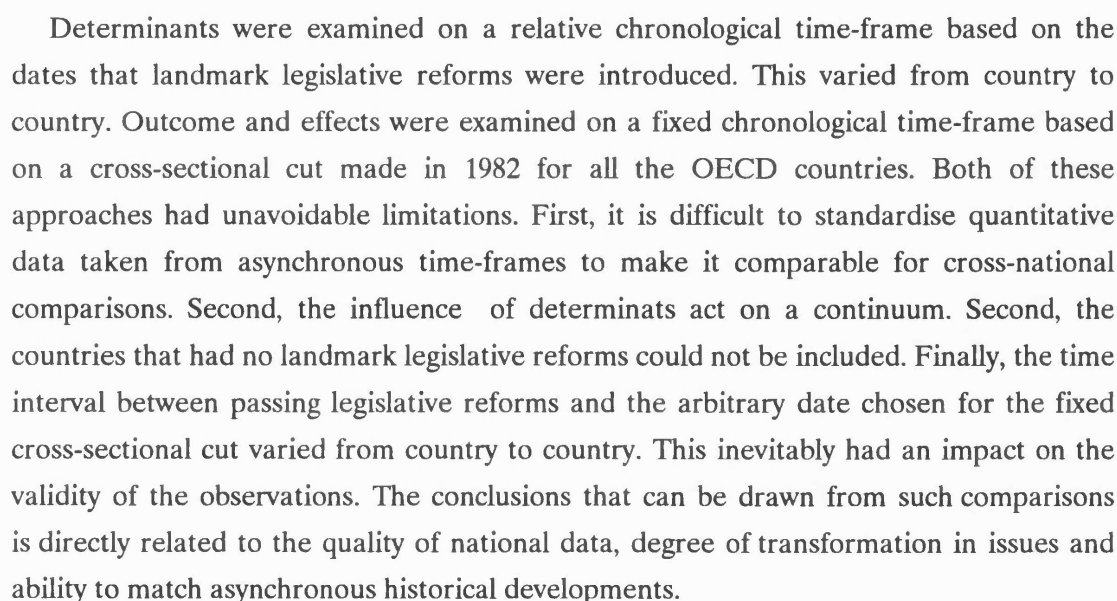 Determinants were examined on a relative chronological time-frame based on the
dates that landmark legislative reforms were introduced. This varied from country to
country. Outcome and effects were examined on a fixed chronological time-frame based
on a cross-sectional cut made in 1982 for all the OECD countries. Both of these
approaches had unavoidable limitations. First, it is difficult to standardise quantitative
data taken from asynchronous time-frames to make it comparable for cross-national
comparisons. Second, the influence of determinats act on a continuum. Second, the
countries that had no landmark legislative reforms could not be included. Finally, the time
interval between passing legislative reforms and the arbitrary date chosen for the fixed
cross-sectional cut varied from country to country. This inevitably had an impact on the
validity of the observations. The conclusions that can be drawn from such comparisons
is directly related to the quality of national data, degree of transformation in issues and
ability to match asynchronous historical developments.